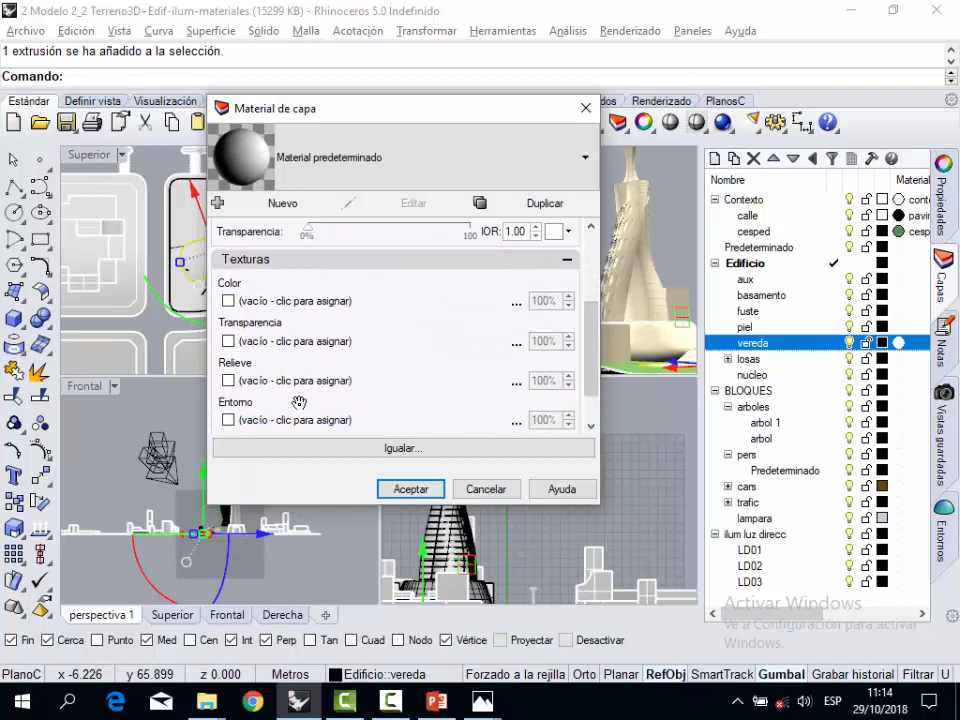 2 Modelo 2_2 Terreno3D+Edif-ilum-materiales (15299 KB) - Rhinoceros 5.0 Indefinido
Archivo Edición Vista Curva Superficie Sólido Malla Acotación Transformar Herramientas Análisis Renderizado Paneles Ayuda
1 extrusión se ha añadido a la selección.
Comando:
Estándar Definir vista Visualización Renderizado PlanosC
Superior
Frontal
Material de capa
Material predeterminado
Nuevo Editar Duplicar
Transparencia: 0% 100 IOR: 1.00
Texturas
Color
(vacío - clic para asignar) ... 100%
Transparencia
(vacío - clic para asignar) ... 100%
Relieve
(vacío - clic para asignar) ... 100%
Entorno
(vacío - clic para asignar) ... 100%
Igualar...
Aceptar Cancelar Ayuda
Nombre Material
Contexto
calle
cesped
Predeterminado
Edificio
aux
basamento
fuste
piel
vereda
losas
nucleo
BLOQUES
arboles
arbol 1
arbol
pers
Predeterminado
cars
trafic
lampara
ilum luz direcc
LD01
LD02
LD03
Propiedades
Capas
Notas
Vistas guardadas
Entornos
Activar Windows
Ve a Configuración para activar
Windows.
perspectiva 1 Superior Frontal Derecha
Fin Cerca Punto Med Cen Int Perp Tan Cuad Nodo Vértice Proyectar Desactivar
PlanoC x -6.226 y 65.899 z 0.000 Metros Edificio::vereda Forzado a la rejilla Orto Planar RefObj SmartTrack Gumbal Grabar historial Filtrar U
ESP
11:14
29/10/2018